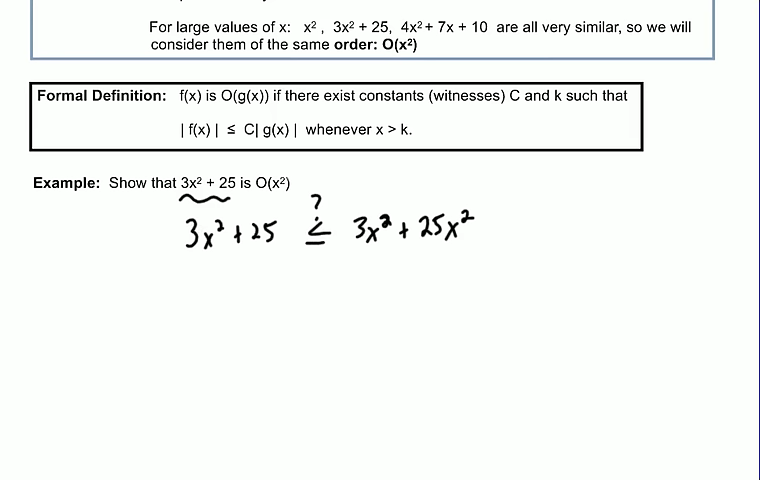 For large values of x: x², 3x² + 25, 4x² + 7x + 10 are all very similar, so we will
consider them of the same order: O(x²)
Formal Definition: f(x) is O(g(x)) if there exist constants (witnesses) C and k such that
| f(x) | ≤ C| g(x) | whenever x > k.
Example: Show that 3x² + 25 is O(x²)
?
3x² + 25 ≤ 3x² + 25x²